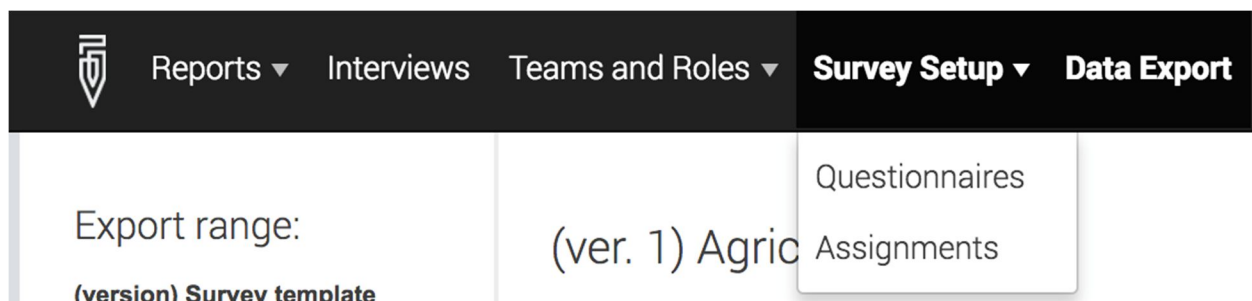 Reports ▾ Interviews Teams and Roles ▾ Survey Setup ▾ Data Export
Questionnaires
Assignments
Export range:
(version) Survey template
(ver. 1) Agric